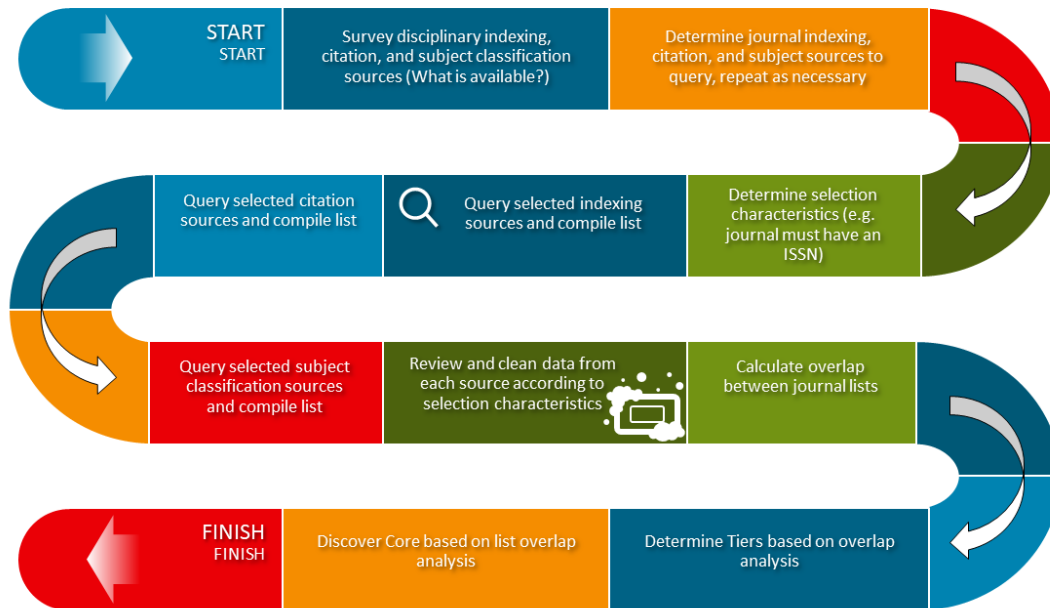 START
START
Survey disciplinary indexing,
citation, and subject classification
sources (What is available?)
Determine journal indexing,
citation, and subject sources to
query, repeat as necessary
Determine selection
characteristics (e.g.
journal must have an
ISSN)
Query selected indexing
sources and compile list
Query selected citation
sources and compile list
Query selected subject
classification sources
and compile list
Review and clean data from
each source according to
selection characteristics
Calculate overlap
between journal lists
Determine Tiers based on overlap
analysis
Discover Core based on list overlap
analysis
FINISH
FINISH